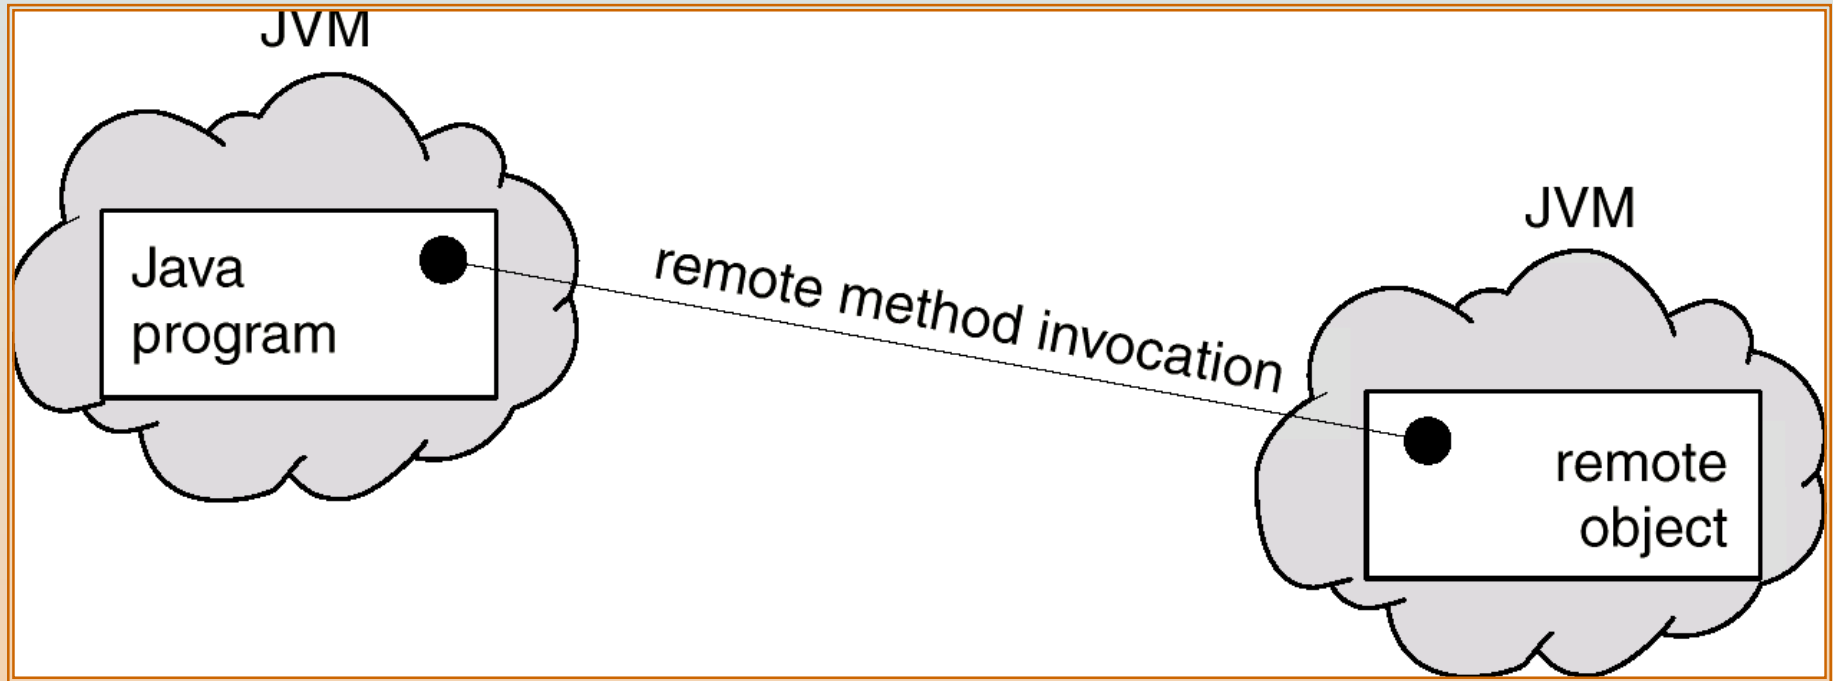 JVM
Java
program
remote method invocation
JVM
remote
object